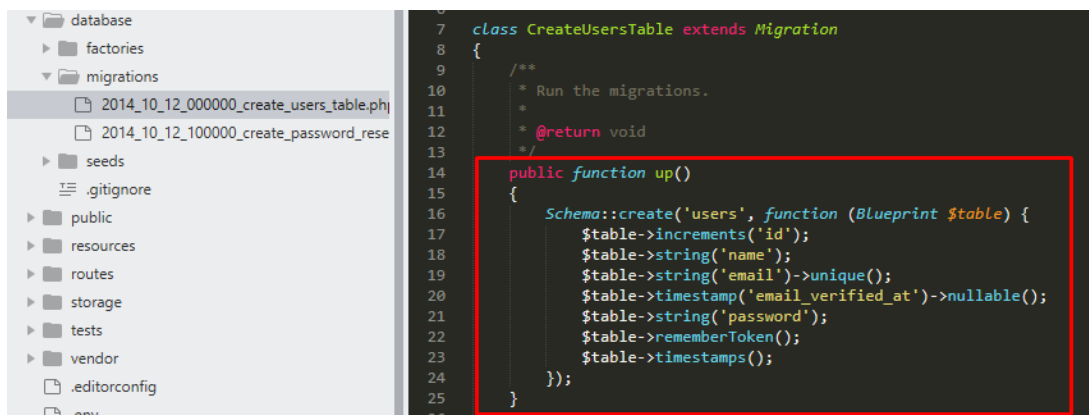 database
factories
migrations
2014_10_12_000000_create_users_table.ph
2014_10_12_100000_create_password_rese
seeds
.gitignore
public
resources
routes
storage
tests
vendor
.editorconfig
.env
7 class CreateUsersTable extends Migration
8 {
9 /**
10 * Run the migrations.
11 *
12 * @return void
13 */
14 public function up()
15 {
16 Schema::create('users', function (Blueprint $table) {
17 $table->increments('id');
18 $table->string('name');
19 $table->string('email')->unique();
20 $table->timestamp('email_verified_at')->nullable();
21 $table->string('password');
22 $table->rememberToken();
23 $table->timestamps();
24 });
25 }